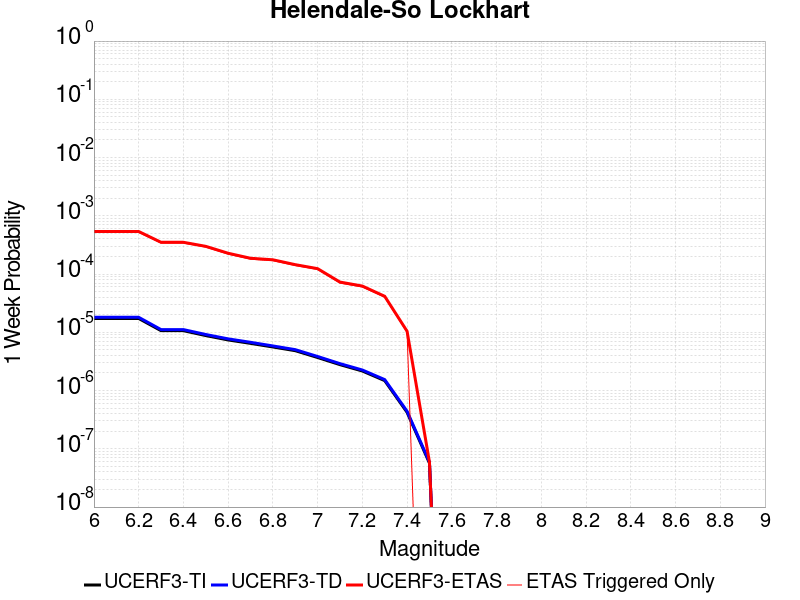 Helendale-So Lockhart
10^0
10^-1
10^-2
10^-3
10^-4
10^-5
10^-6
10^-7
10^-8
1 Week Probability
6 6.2 6.4 6.6 6.8 7 7.2 7.4 7.6 7.8 8 8.2 8.4 8.6 8.8 9
Magnitude
UCERF3-TI UCERF3-TD UCERF3-ETAS ETAS Triggered Only